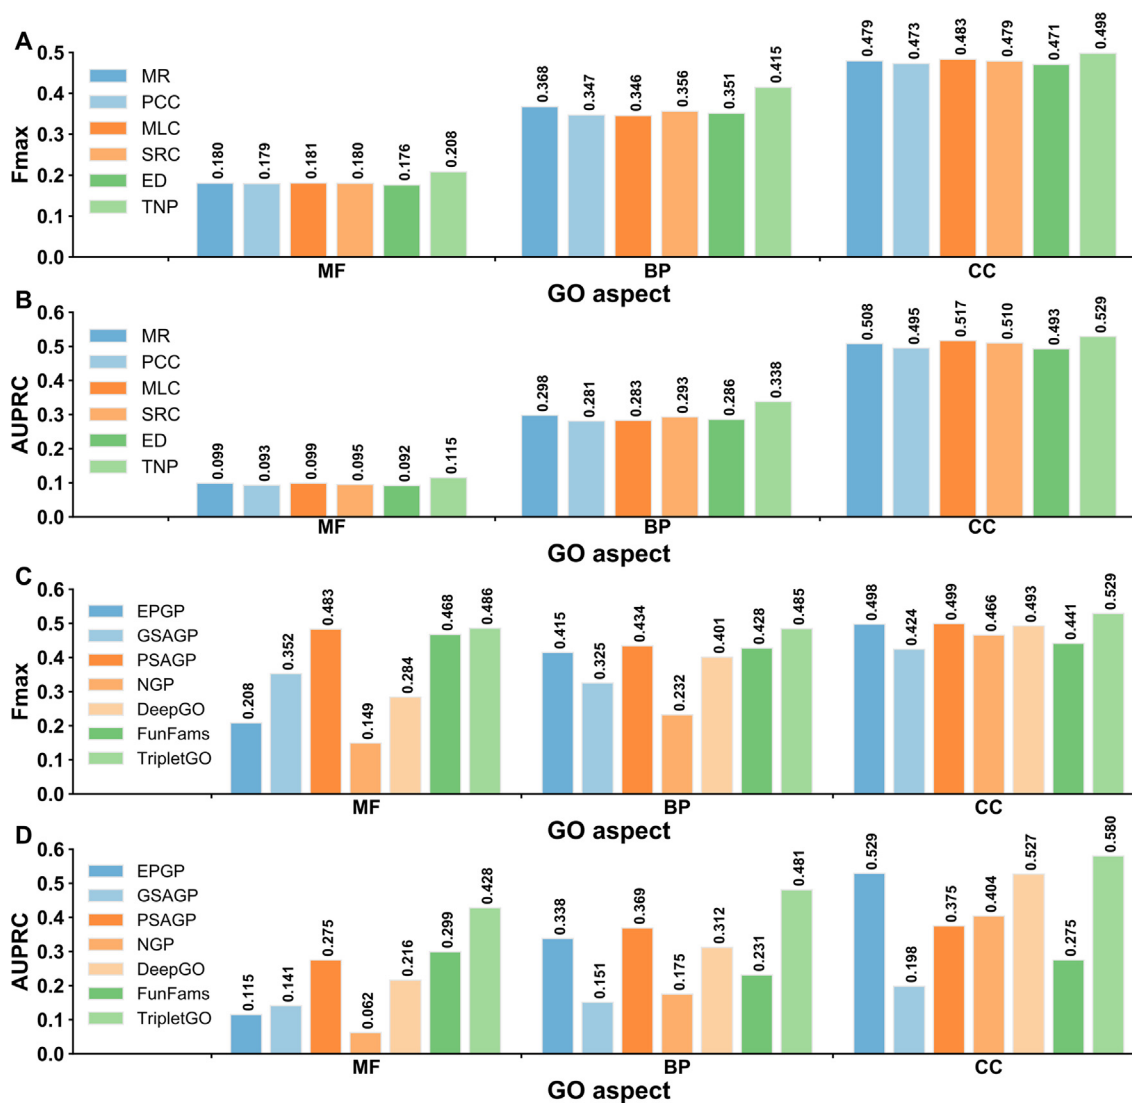 A
Fmax
0.5
0.4
0.3
0.2
0.1
0.0
MR
PCC
MLC
SRC
ED
TNP
0.180
0.179
0.181
0.180
0.176
0.208
0.368
0.347
0.346
0.356
0.351
0.415
0.479
0.473
0.483
0.479
0.471
0.498
MF
BP
CC
GO aspect
B
AUPRC
0.6
0.5
0.4
0.3
0.2
0.1
0.0
MR
PCC
MLC
SRC
ED
TNP
0.099
0.093
0.099
0.095
0.092
0.115
0.298
0.281
0.283
0.293
0.286
0.338
0.508
0.495
0.517
0.510
0.493
0.529
MF
BP
CC
GO aspect
C
Fmax
0.6
0.5
0.4
0.3
0.2
0.1
0.0
EPGP
GSAGP
PSAGP
NGP
DeepGO
FunFams
TripletGO
0.208
0.352
0.483
0.149
0.284
0.468
0.486
0.415
0.325
0.434
0.232
0.401
0.428
0.485
0.498
0.424
0.499
0.466
0.493
0.441
0.529
MF
BP
CC
GO aspect
D
AUPRC
0.6
0.5
0.4
0.3
0.2
0.1
0.0
EPGP
GSAGP
PSAGP
NGP
DeepGO
FunFams
TripletGO
0.115
0.141
0.275
0.062
0.216
0.299
0.428
0.338
0.151
0.369
0.175
0.312
0.231
0.481
0.529
0.198
0.375
0.404
0.527
0.275
0.580
MF
BP
CC
GO aspect